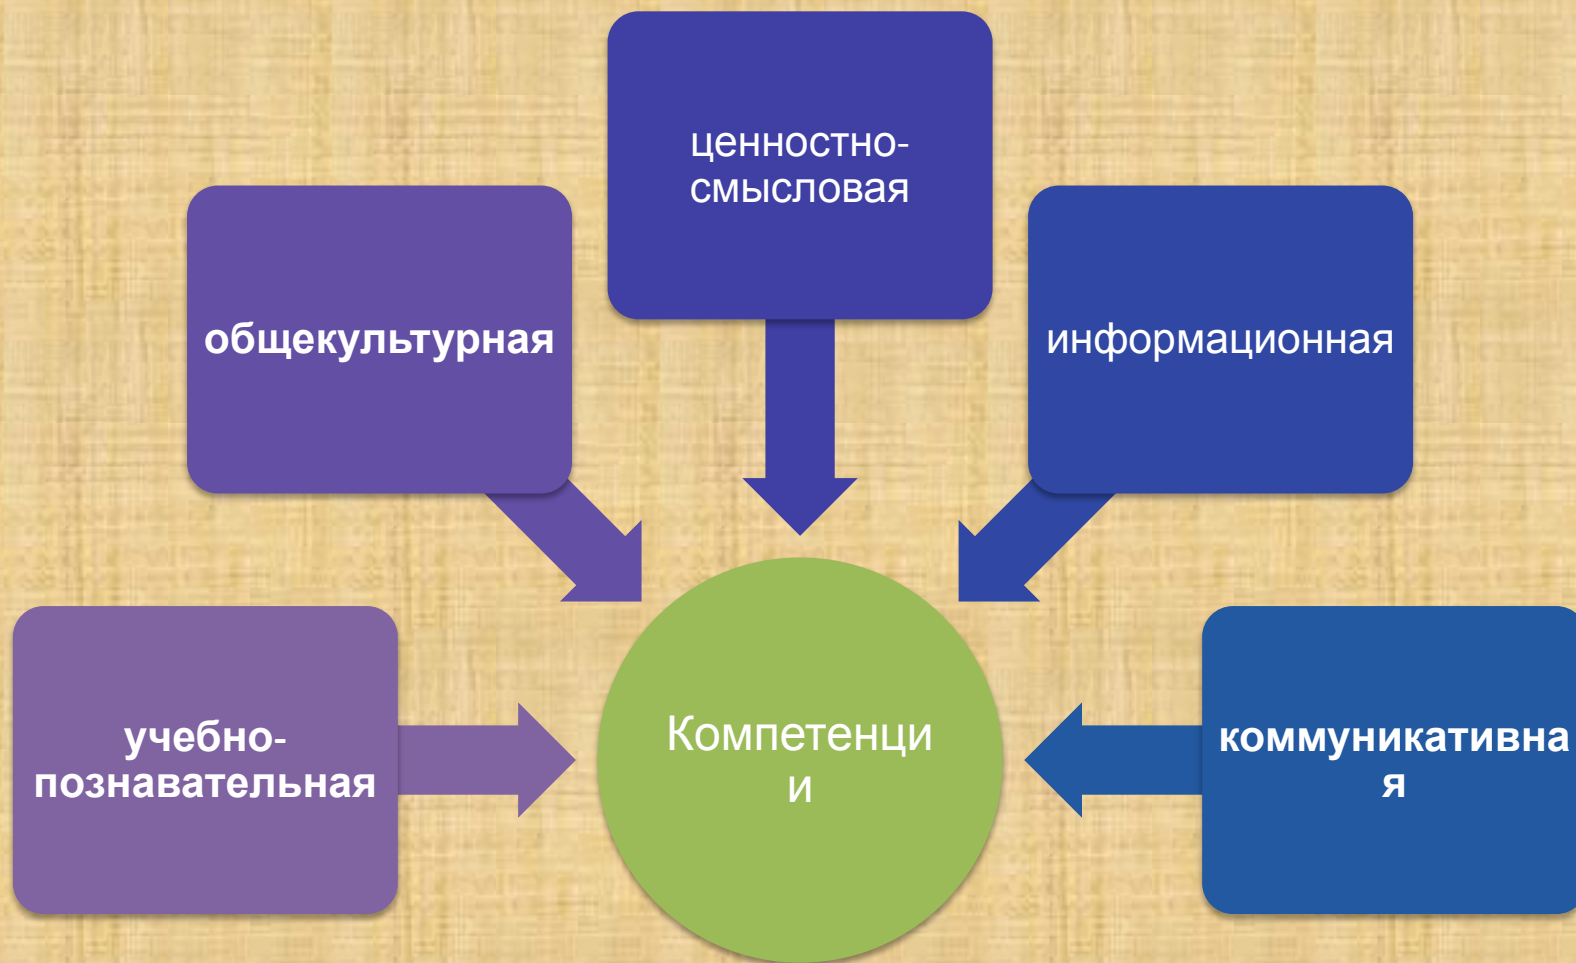 ценностно-
смысловая
общекультурная
информационная
учебно-
познавательная
Компетенци
и
коммуникативна
я